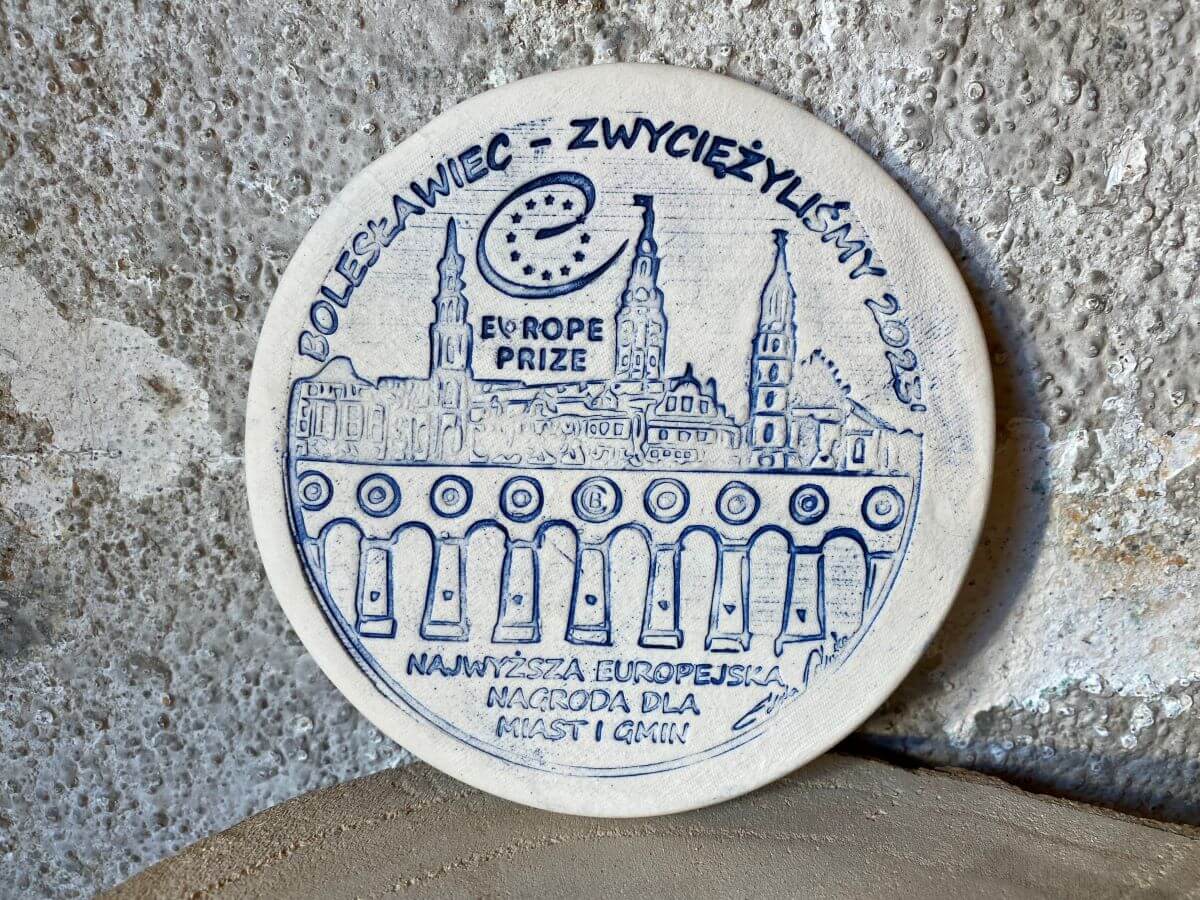 BOLESŁAWIEC - ZWYCIĘŻYLIŚMY 2023!
EUROPE
PRIZE
NAJWYŻSZA EUROPEJSKA
NAGRODA DLA
MIAST I GMIN